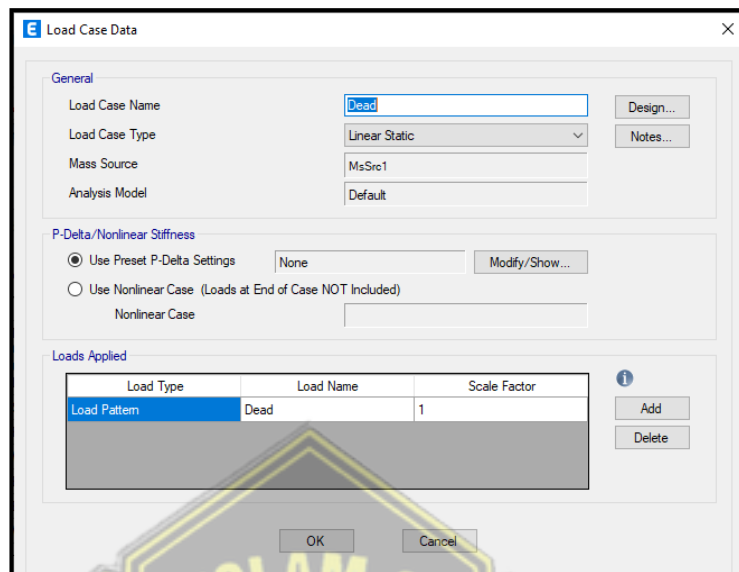 E Load Case Data
General
Load Case Name Dead Design...
Load Case Type Linear Static Notes...
Mass Source MsSrc1
Analysis Model Default
P-Delta/Nonlinear Stiffness
Use Preset P-Delta Settings None Modify/Show...
Use Nonlinear Case (Loads at End of Case NOT Included)
Nonlinear Case
Loads Applied
Load Type Load Name Scale Factor
Load Pattern Dead 1 Add
Delete
OK Cancel